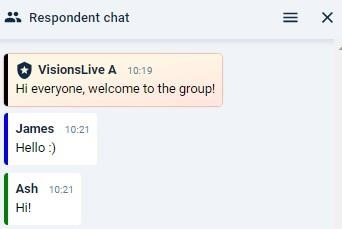 Respondent chat
VisionsLive A 10:19
Hi everyone, welcome to the group!
James 10:21
Hello :)
Ash 10:21
Hi!